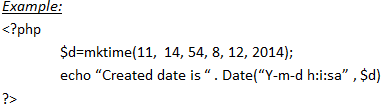 Example:
<?php
$d=mktime(11, 14, 54, 8, 12, 2014);
echo “Created date is “ . Date(“Y-m-d h:i:sa” , $d)
?>